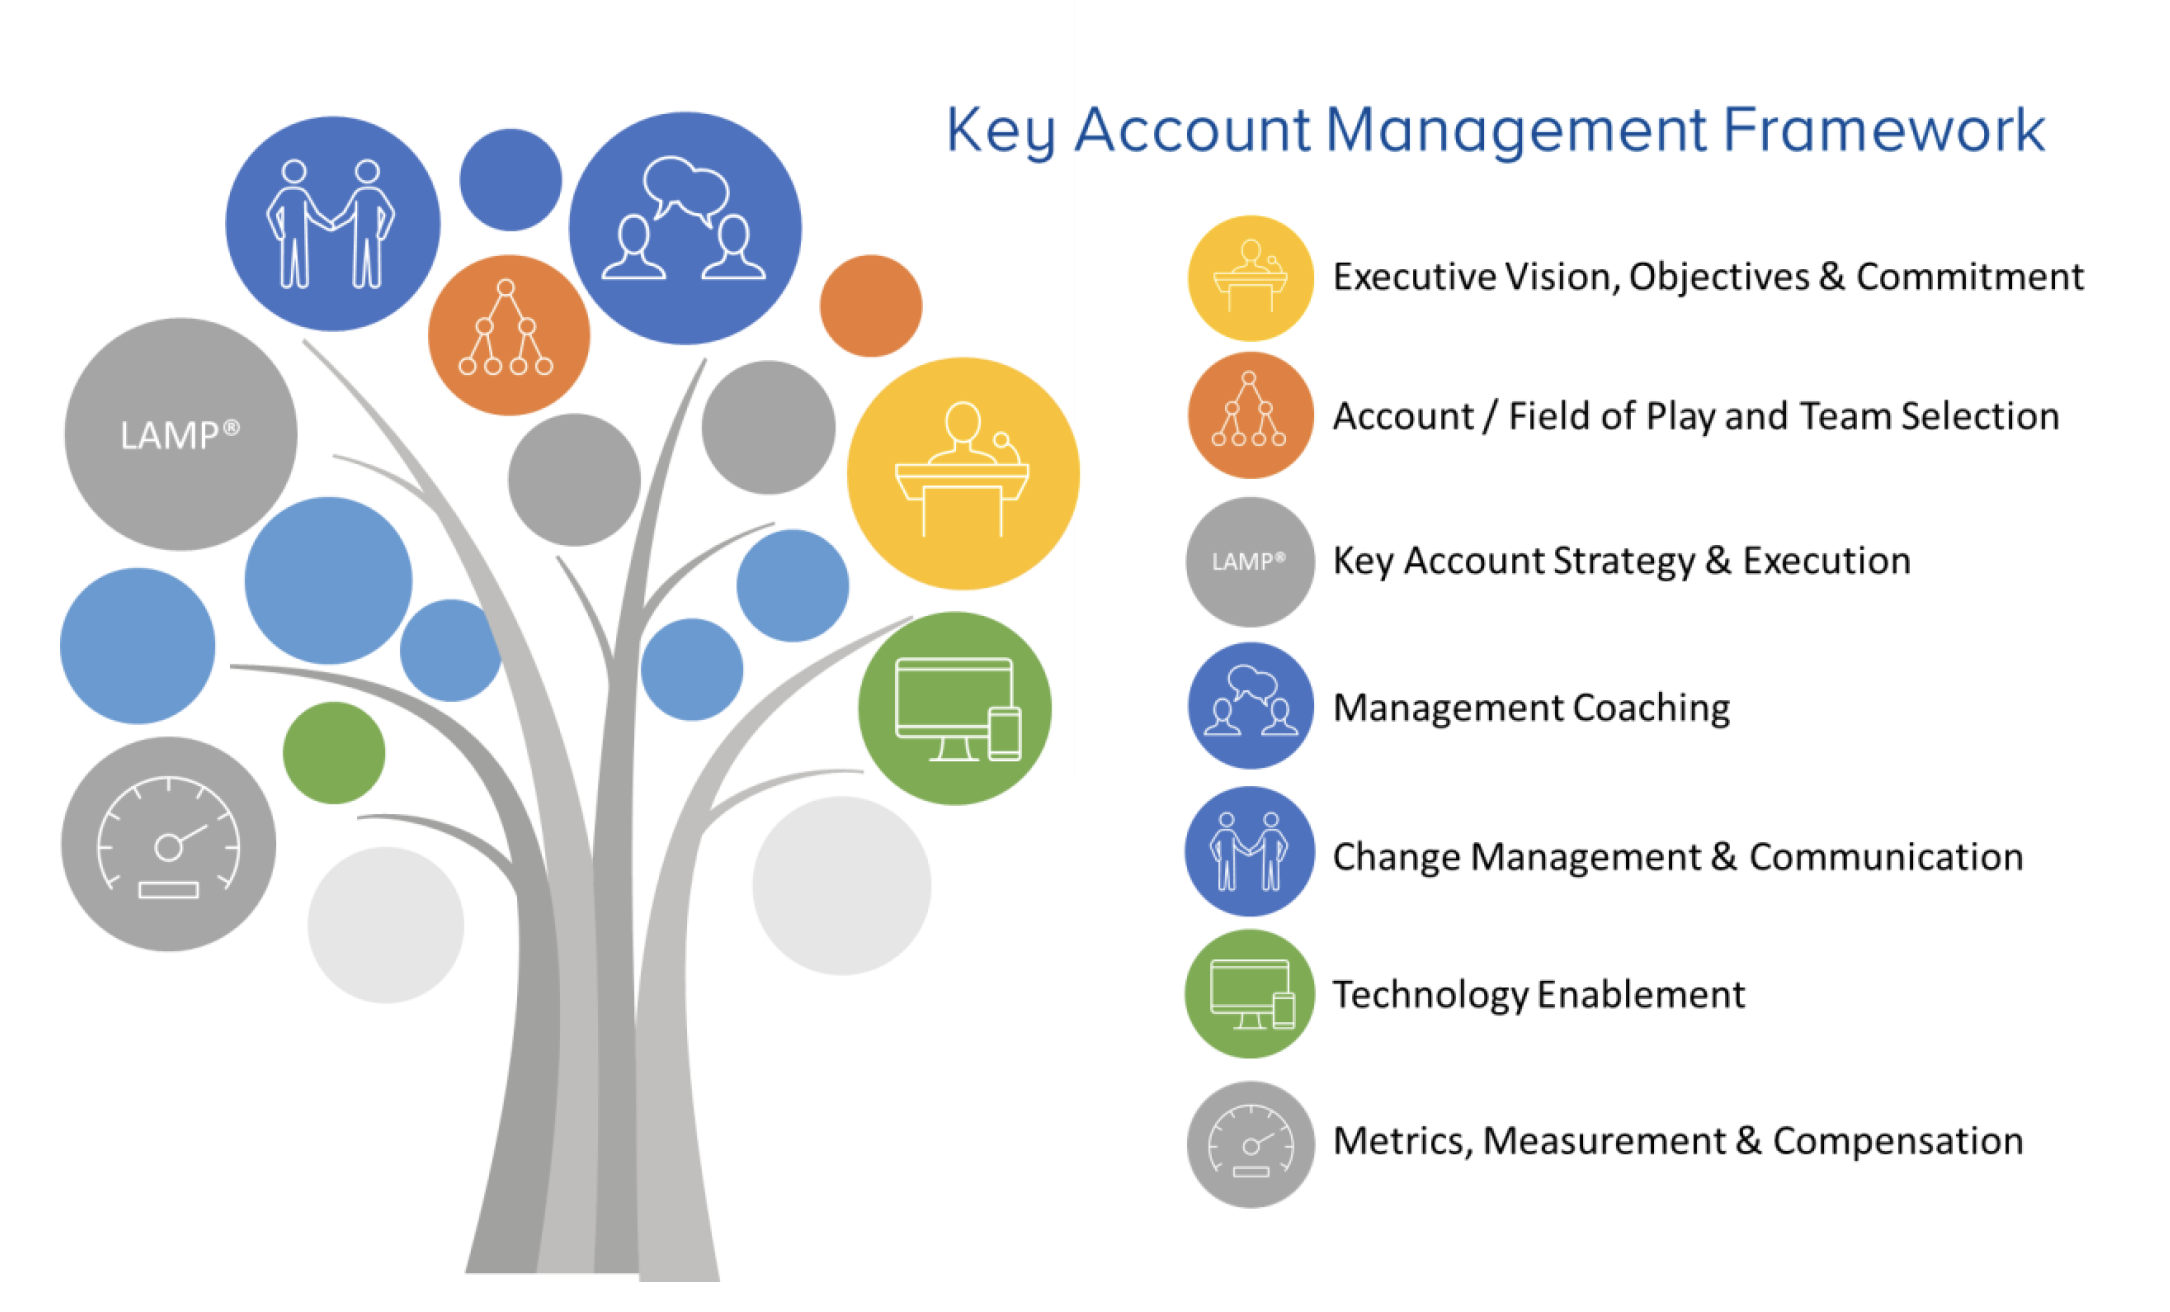 Key Account Management Framework
LAMP®
Executive Vision, Objectives & Commitment
Account / Field of Play and Team Selection
LAMP®
Key Account Strategy & Execution
Management Coaching
Change Management & Communication
Technology Enablement
Metrics, Measurement & Compensation